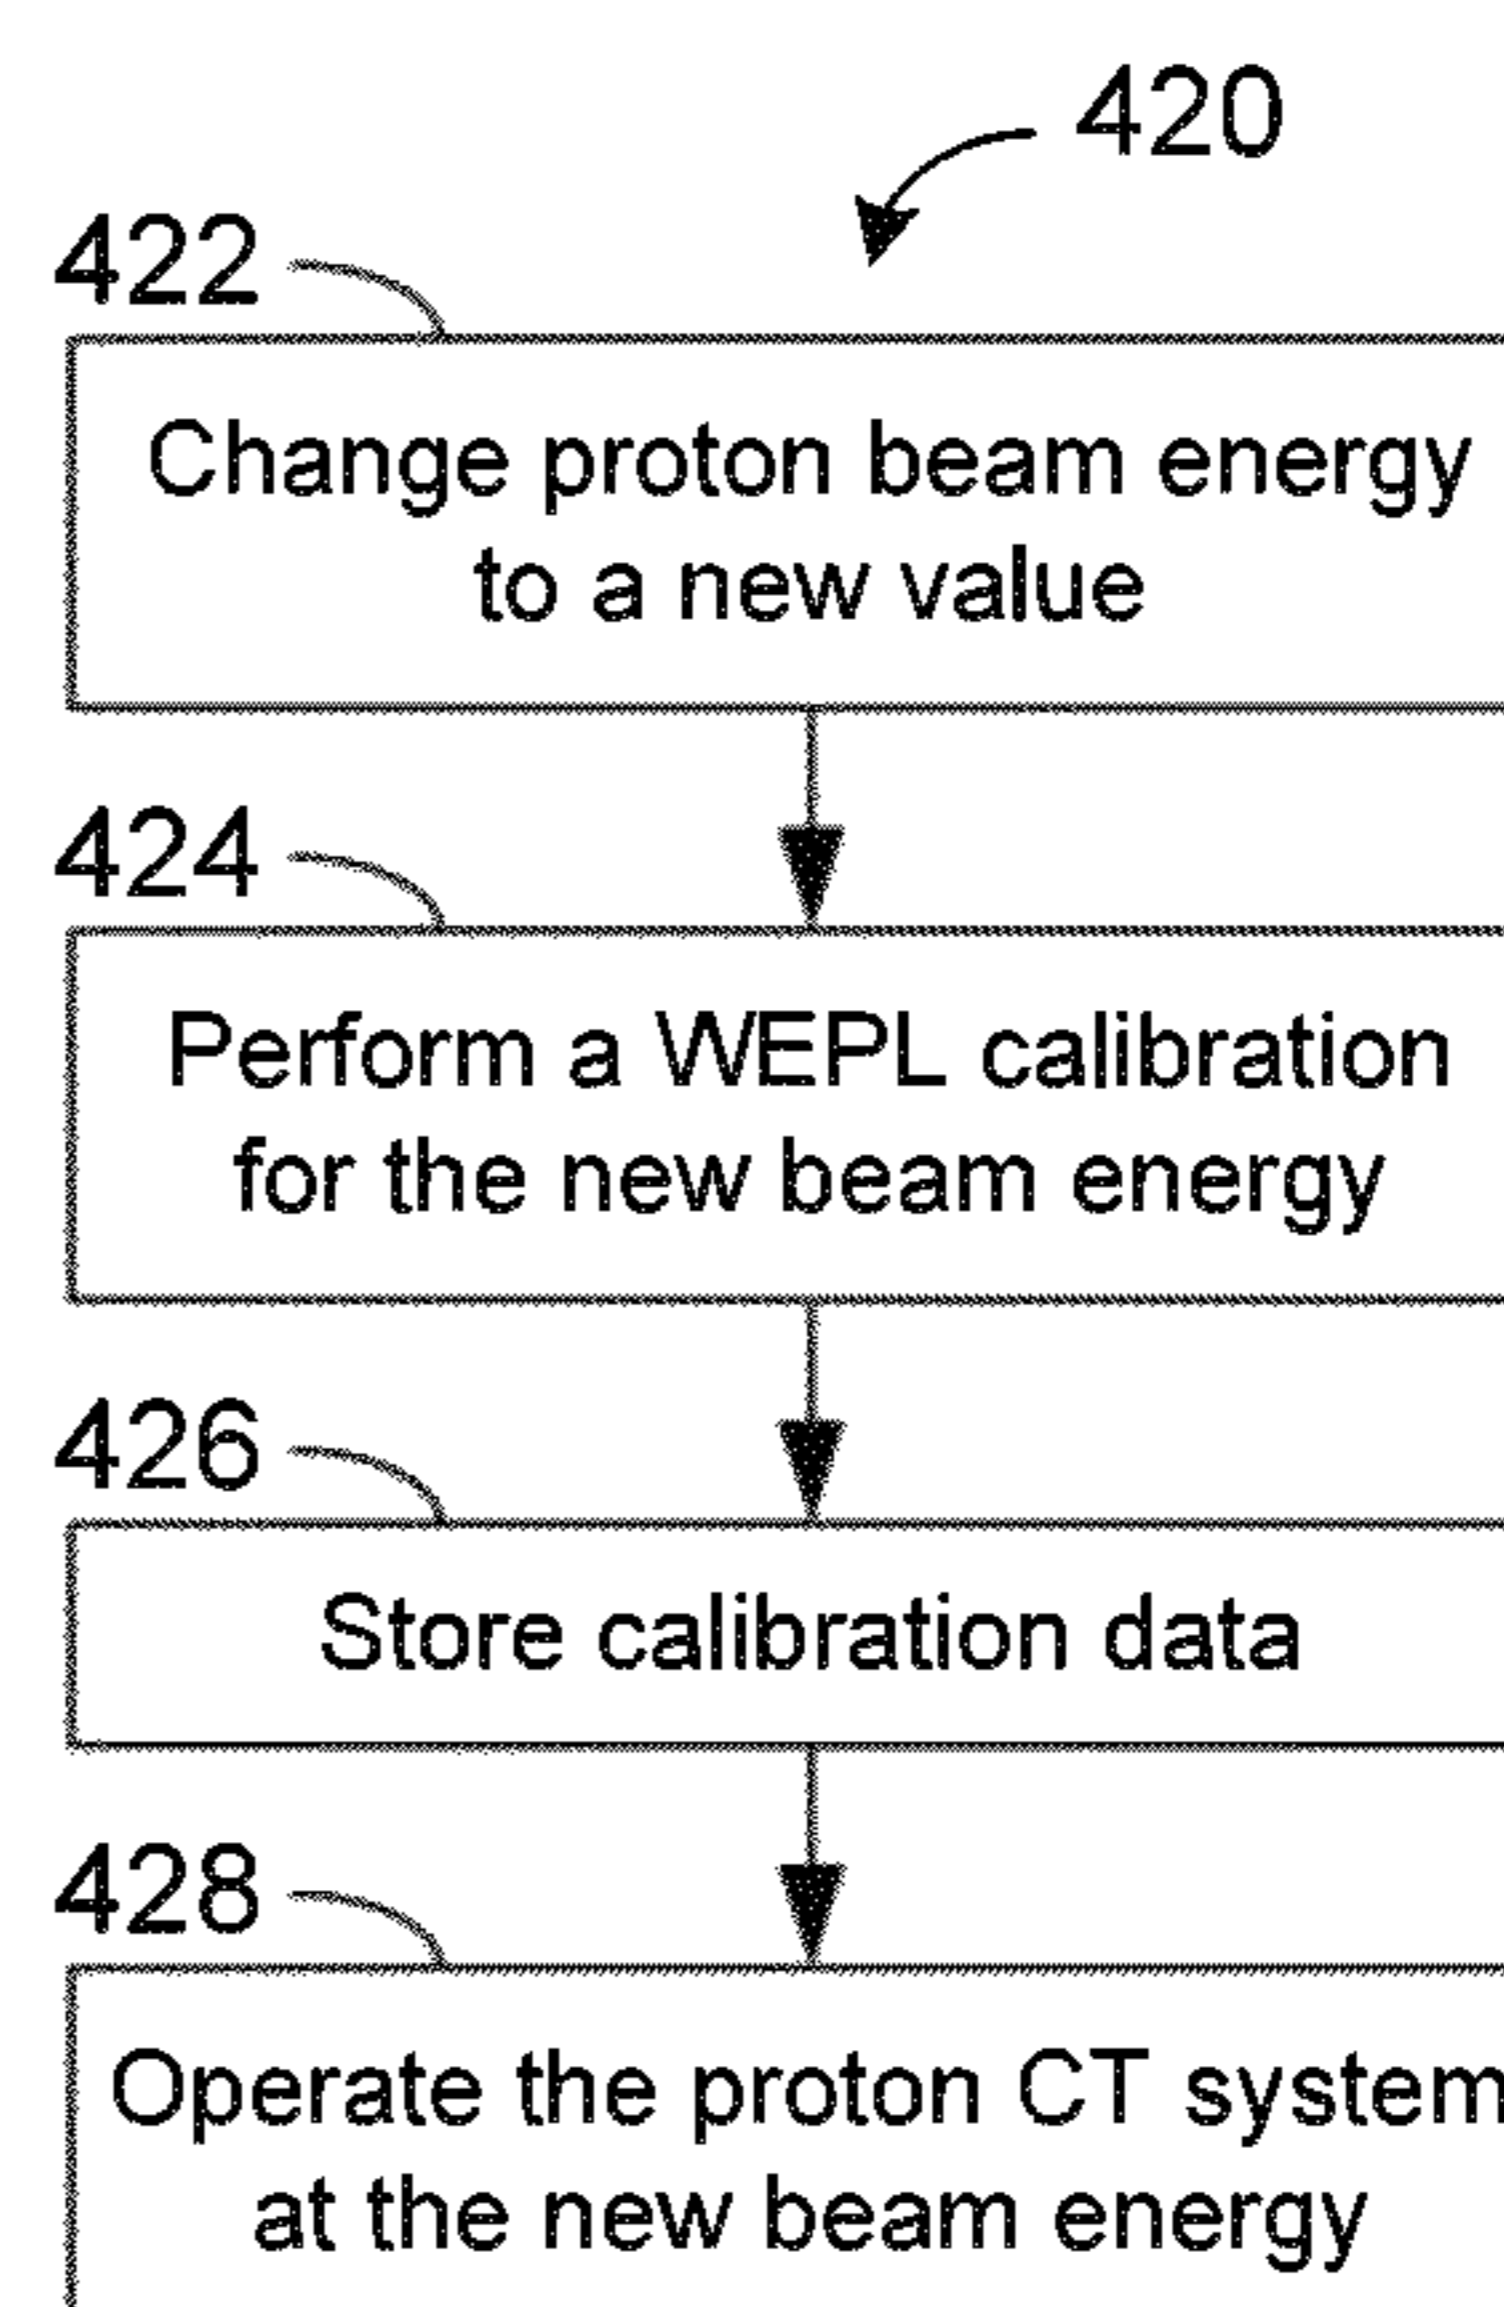 420
422
Change proton beam energy
to a new value
424
Perform a WEPL calibration
for the new beam energy
426
Store calibration data
428
Operate the proton CT system
at the new beam energy